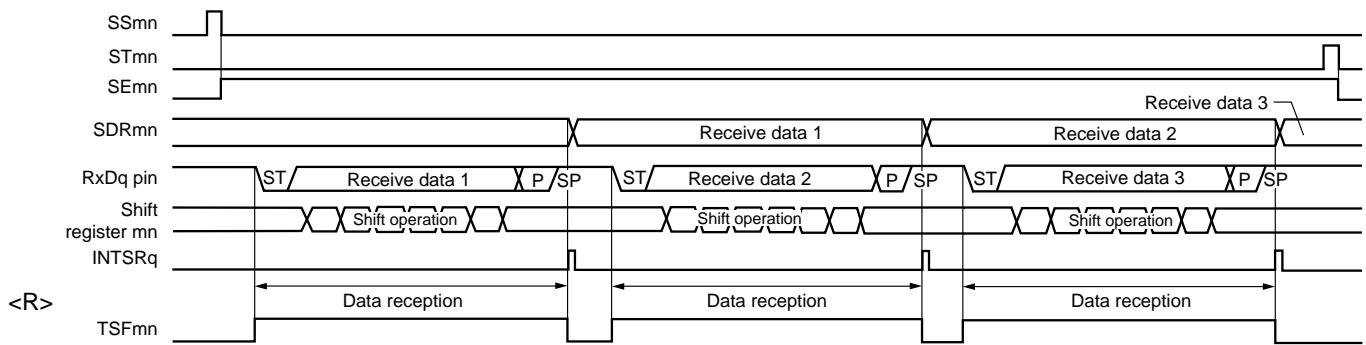 SSmn
STmn
SEmn
Receive data 3
SDRmn
Receive data 1
Receive data 2
RxDq pin
ST
Receive data 1
P
SP
ST
Receive data 2
P
SP
ST
Receive data 3
P
SP
Shift
register mn
Shift operation
Shift operation
Shift operation
INTSRq
<R>
Data reception
Data reception
Data reception
TSFmn